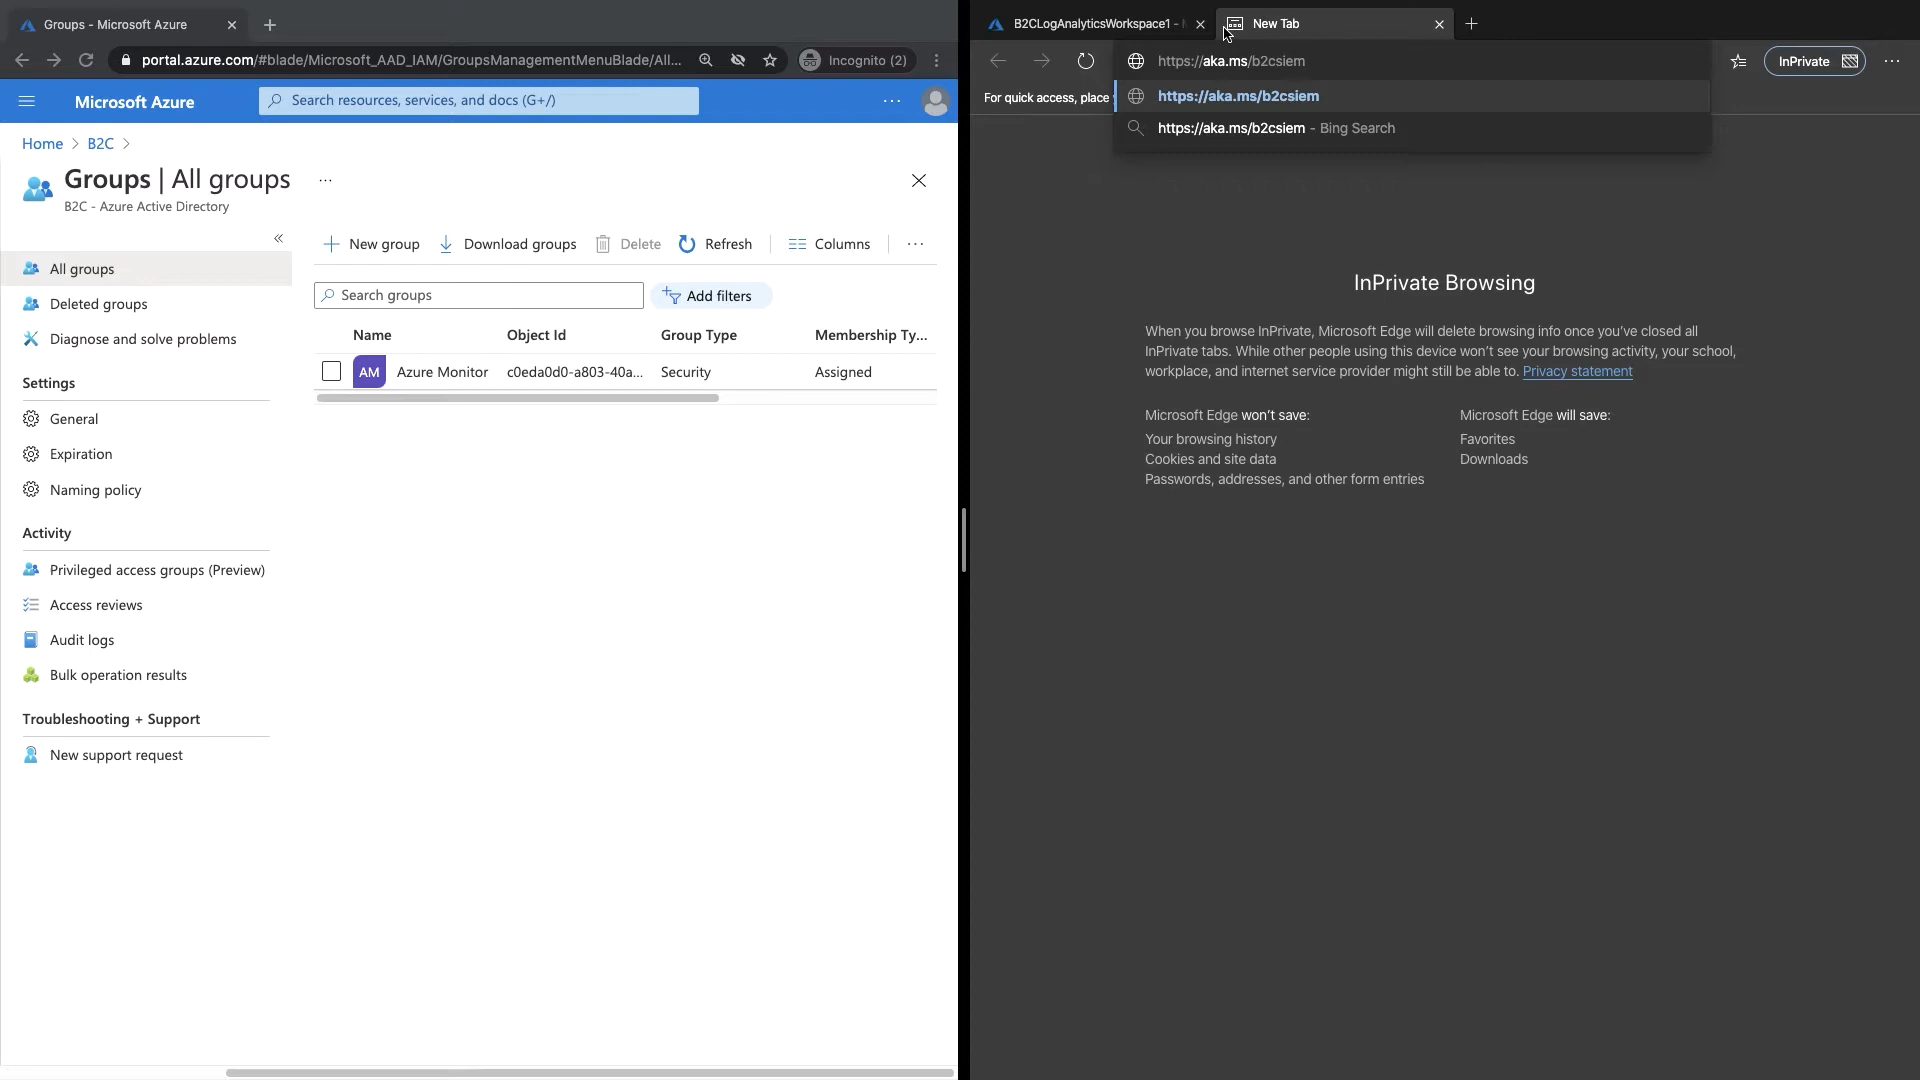 Groups - Microsoft Azure
portal.azure.com/#blade/Microsoft_AAD_IAM/GroupsManagementMenuBlade/All...
Incognito (2)
Microsoft Azure
Search resources, services, and docs (G+/)
Home > B2C >
Groups | All groups
B2C - Azure Active Directory
New group
Download groups
Delete
Refresh
Columns
All groups
Deleted groups
Diagnose and solve problems
Settings
General
Expiration
Naming policy
Activity
Privileged access groups (Preview)
Access reviews
Audit logs
Bulk operation results
Troubleshooting + Support
New support request
Search groups
Add filters
Name Object Id Group Type Membership Ty...
AM Azure Monitor c0eda0d0-a803-40a... Security Assigned
B2CLogAnalyticsWorkspace1 -
New Tab
https://aka.ms/b2csiem
InPrivate
For quick access, place
https://aka.ms/b2csiem
https://aka.ms/b2csiem - Bing Search
InPrivate Browsing
When you browse InPrivate, Microsoft Edge will delete browsing info once you've closed all
InPrivate tabs. While other people using this device won't see your browsing activity, your school,
workplace, and internet service provider might still be able to. Privacy statement
Microsoft Edge won't save:
Your browsing history
Cookies and site data
Passwords, addresses, and other form entries
Microsoft Edge will save:
Favorites
Downloads